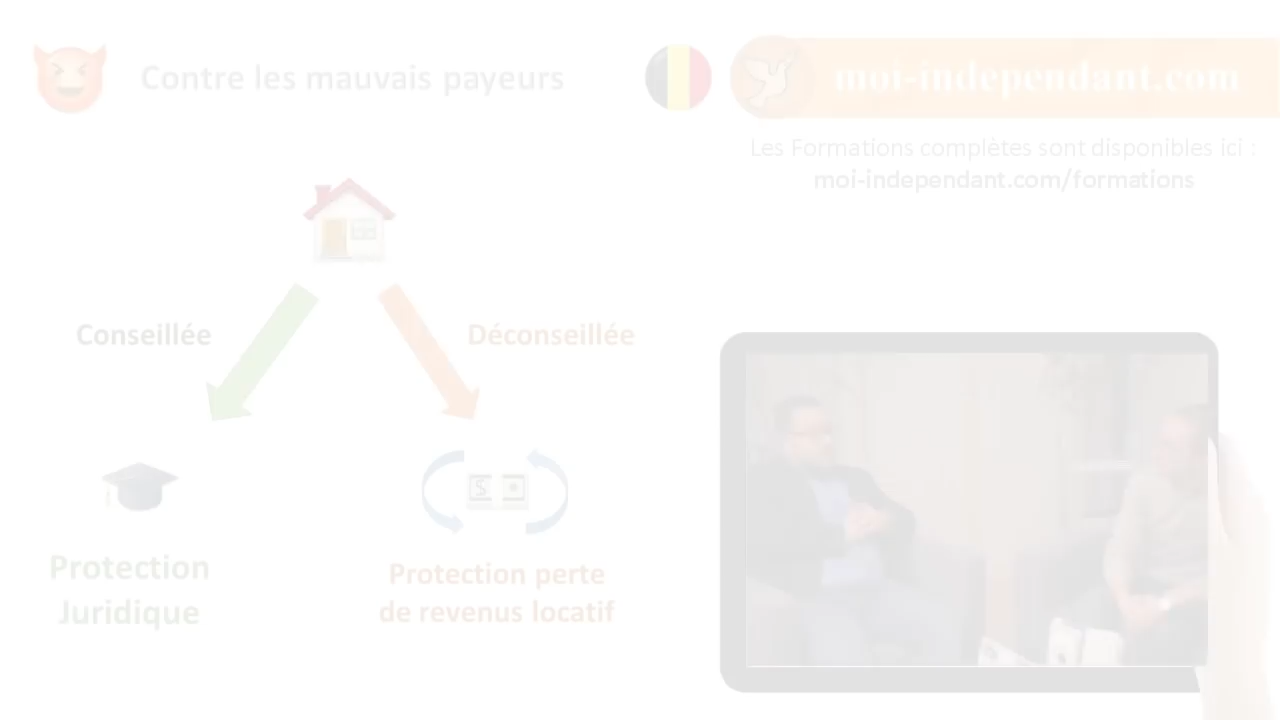 Contre les mauvais payeurs
moi-independant.com
Les Formations complètes sont disponibles ici :
moi-independant.com/formations
Conseillée
Déconseillée
Protection
Juridique
Protection perte
de revenus locatif